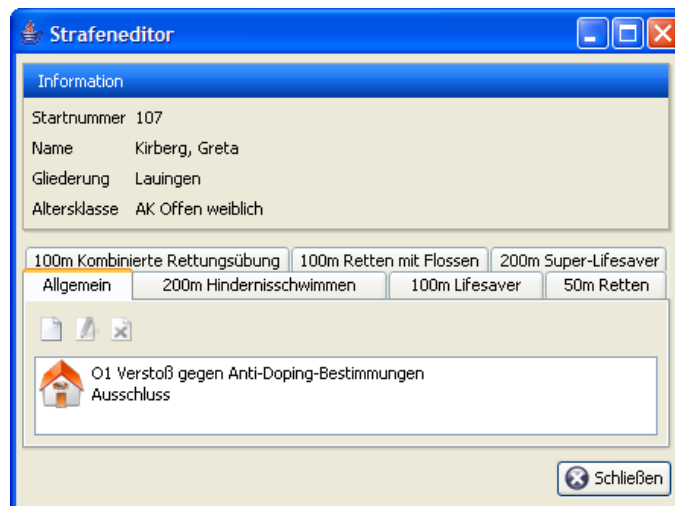 Strafeneditor
Information
Startnummer 107
Name Kirberg, Greta
Gliederung Lauingen
Altersklasse AK Offen weiblich
100m Kombinierte Rettungsübung 100m Retten mit Flossen 200m Super-Lifesaver
Allgemein 200m Hindernisschwimmen 100m Lifesaver 50m Retten
O1 Verstoß gegen Anti-Doping-Bestimmungen
Ausschluss
Schließen